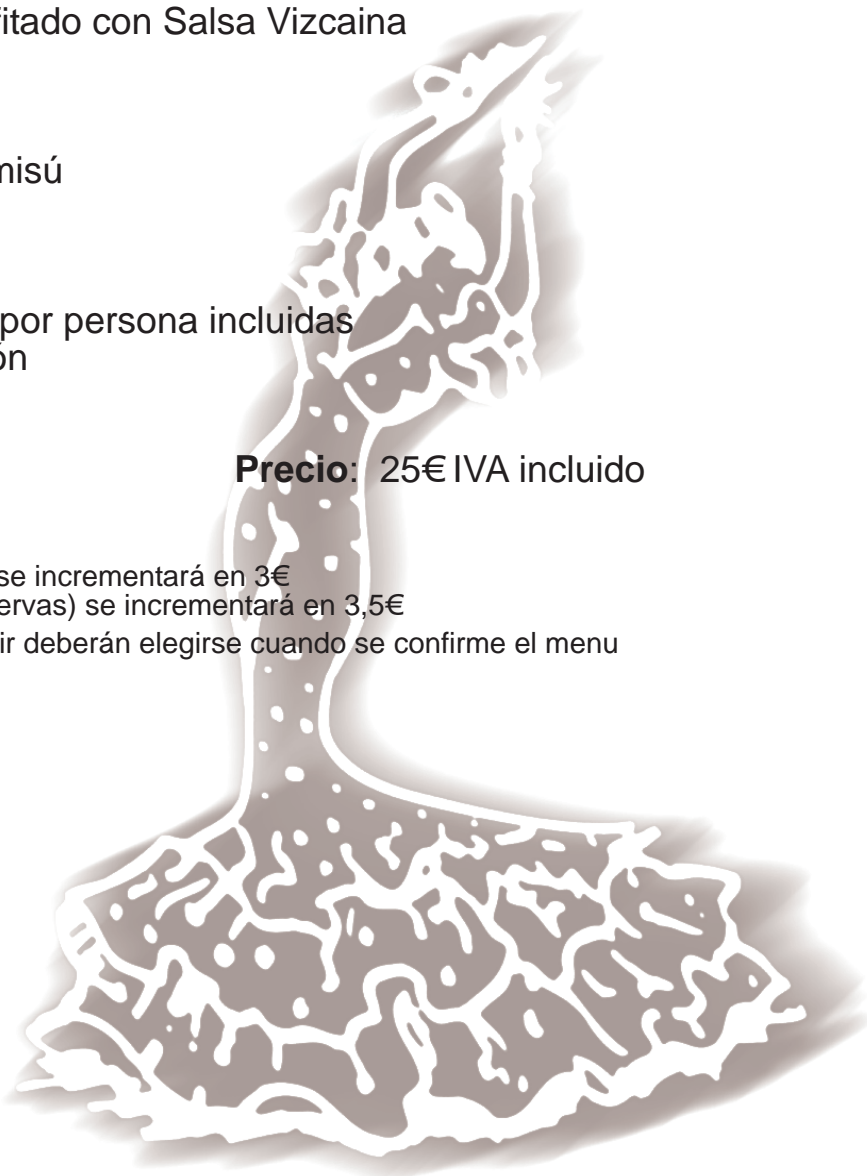 fitado con Salsa Vizcaina
misú
por persona incluidas
ón
Precio: 25€ IVA incluido
se incrementará en 3€
ervas) se incrementará en 3,5€
ir deberán elegirse cuando se confirme el menu